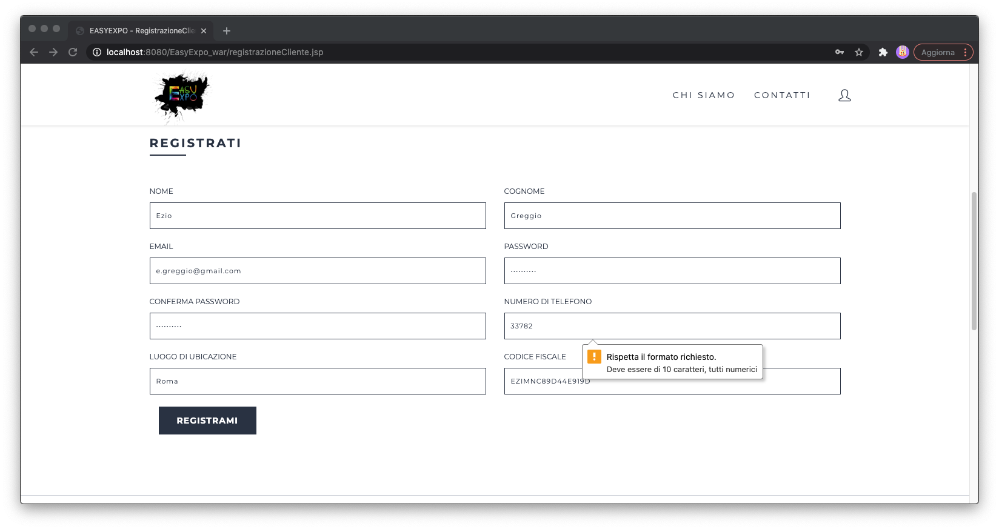 EASYEXPO - RegistrazioneClie
localhost:8080/EasyExpo_war/registrazioneCliente.jsp
Aggiorna
EASY
EXPO
CHI SIAMO
CONTATTI
REGISTRATI
NOME
COGNOME
Ezio
Greggio
EMAIL
PASSWORD
e.greggio@gmail.com
··········
CONFERMA PASSWORD
NUMERO DI TELEFONO
··········
33782
LUOGO DI UBICAZIONE
CODICE FISCALE
Rispetta il formato richiesto.
Deve essere di 10 caratteri, tutti numerici
Roma
EZIMNC89D44E919D
REGISTRAMI